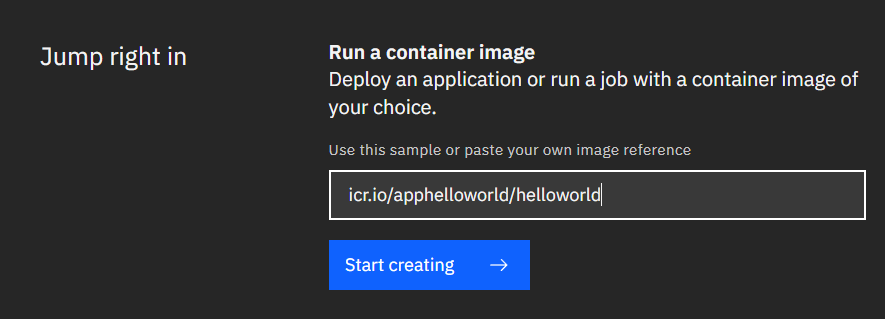 Jump right in
Run a container image
Deploy an application or run a job with a container image of
your choice.
Use this sample or paste your own image reference
icr.io/apphelloworld/helloworld
Start creating